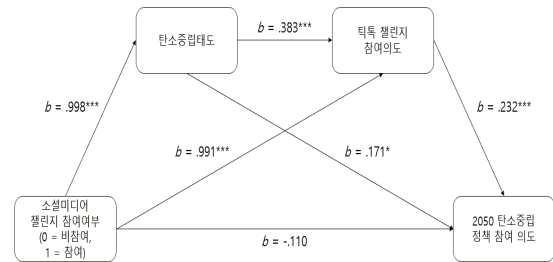 탄소중립태도
b = .383***
틱톡 챌린지
참여의도
b = .998***
b = .991***
b = .171*
b = .232***
소셜미디어
챌린지 참여여부
(0 = 비참여,
1 = 참여)
b = -.110
2050 탄소중립
정책 참여 의도